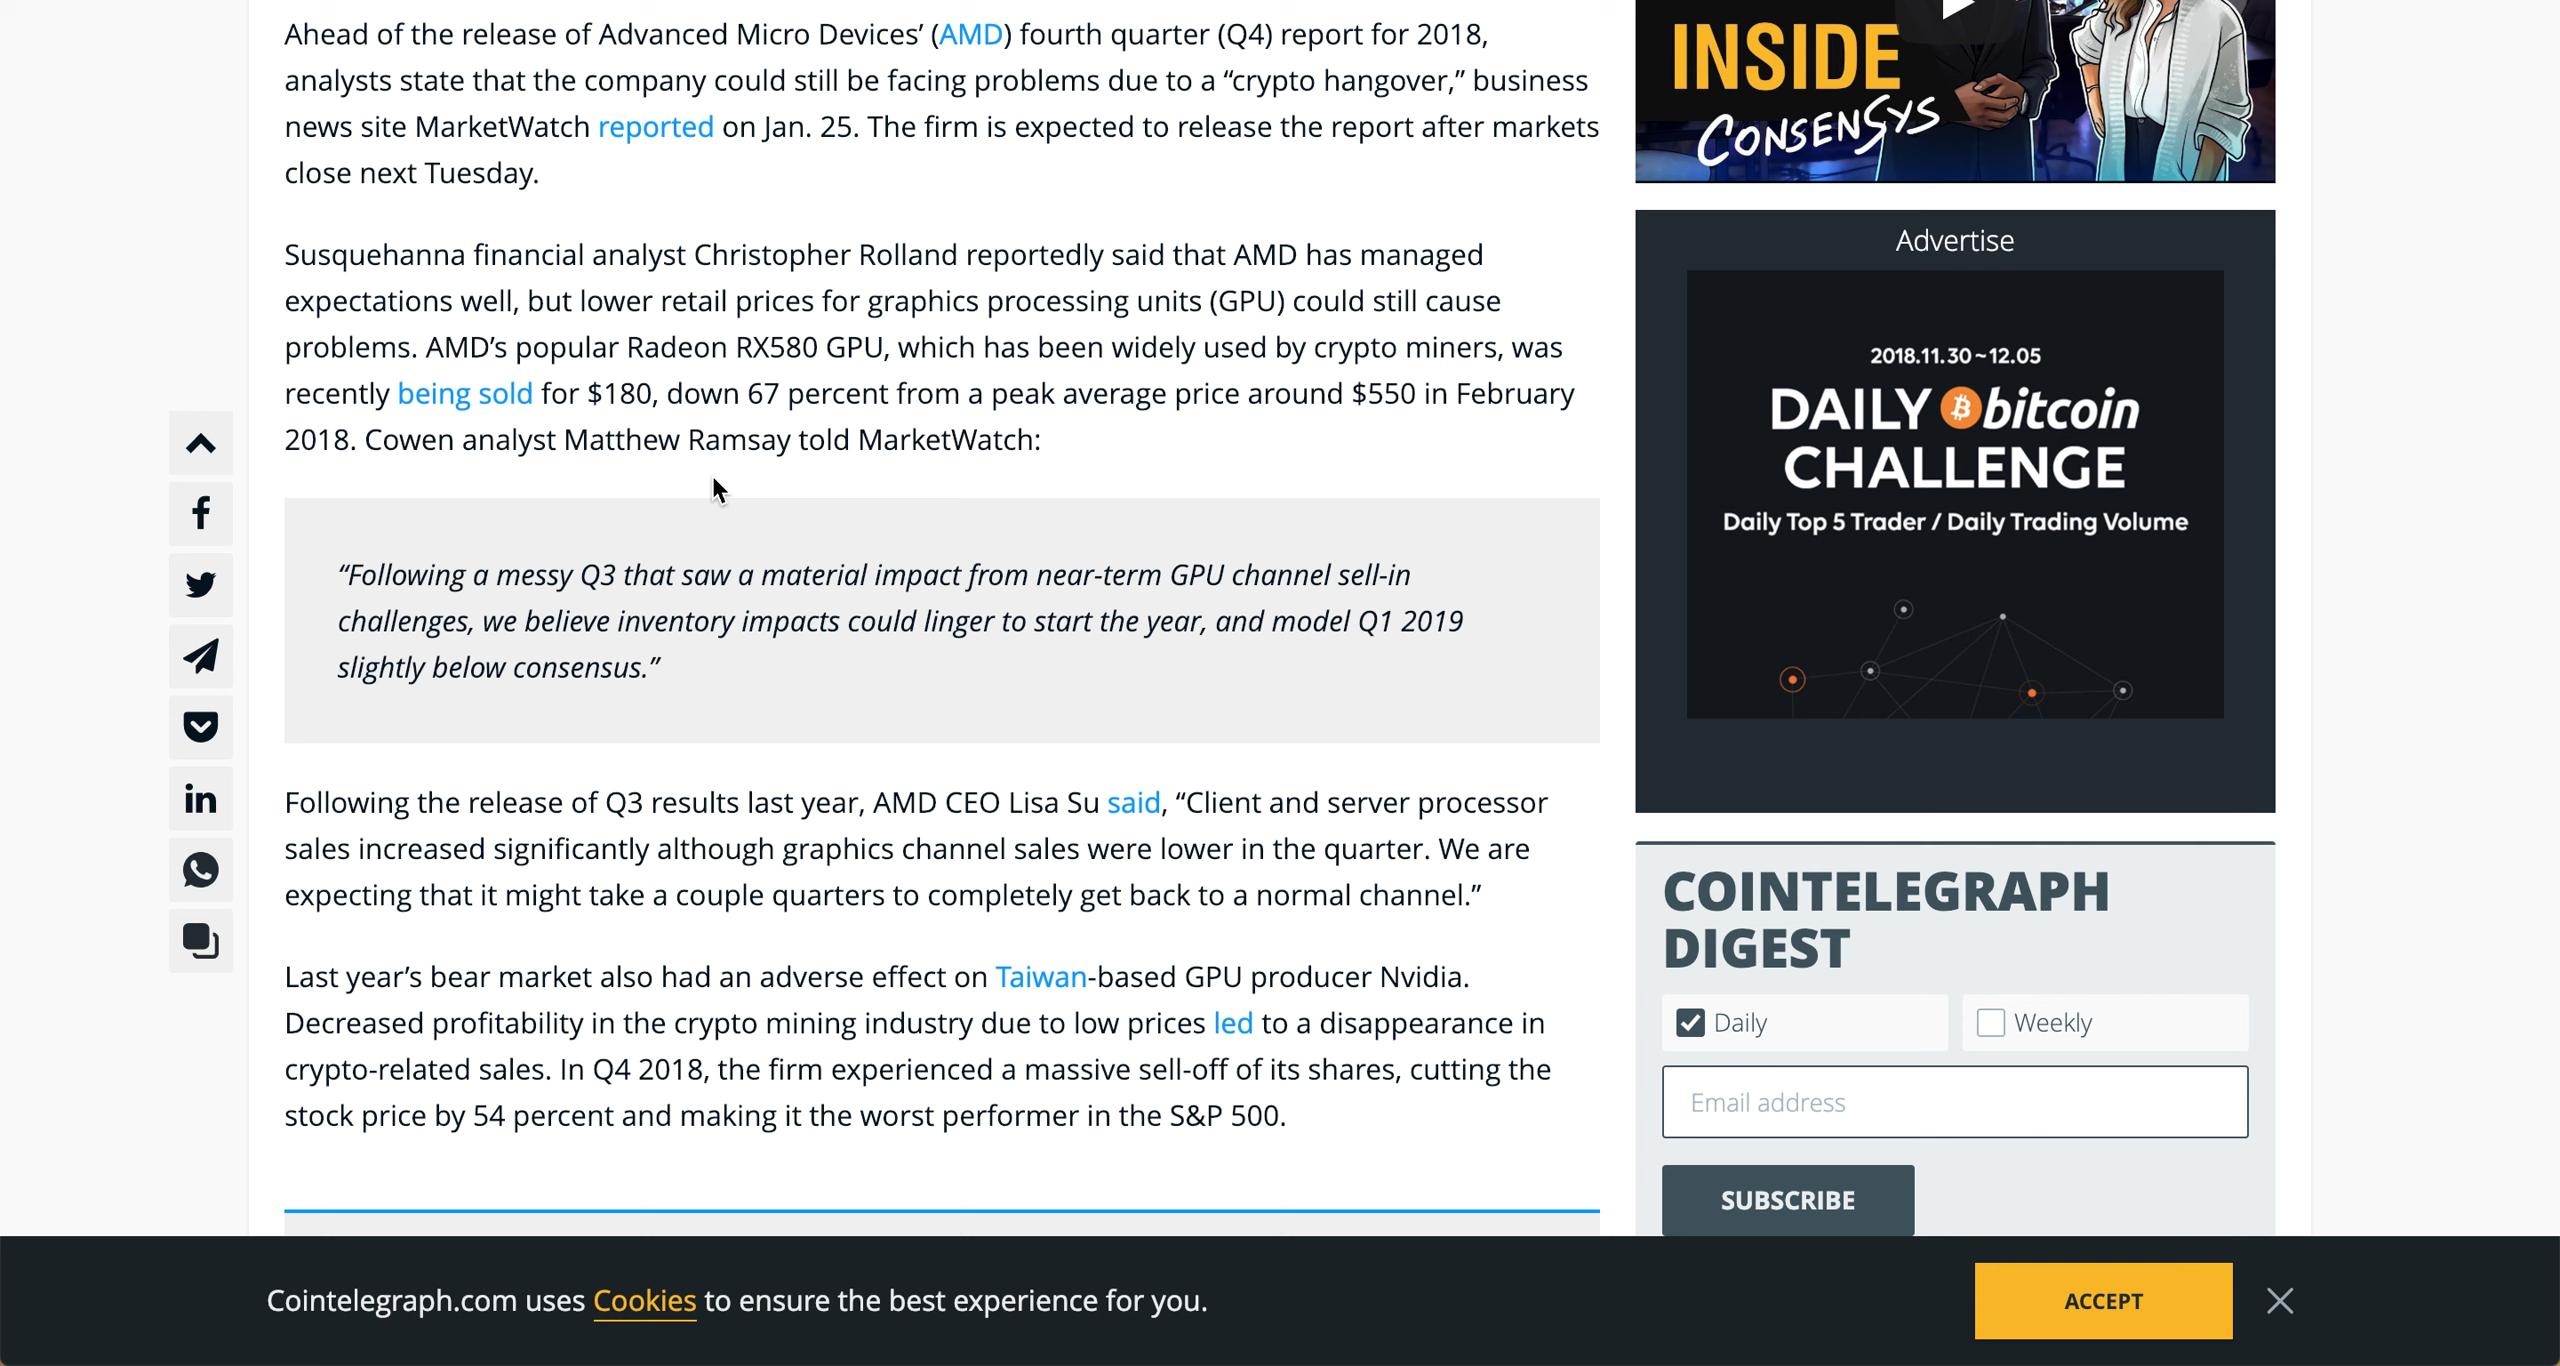 Ahead of the release of Advanced Micro Devices’ (AMD) fourth quarter (Q4) report for 2018,
analysts state that the company could still be facing problems due to a “crypto hangover,” business
news site MarketWatch reported on Jan. 25. The firm is expected to release the report after markets
close next Tuesday.
Susquehanna financial analyst Christopher Rolland reportedly said that AMD has managed
expectations well, but lower retail prices for graphics processing units (GPU) could still cause
problems. AMD’s popular Radeon RX580 GPU, which has been widely used by crypto miners, was
recently being sold for $180, down 67 percent from a peak average price around $550 in February
2018. Cowen analyst Matthew Ramsay told MarketWatch:
“Following a messy Q3 that saw a material impact from near-term GPU channel sell-in
challenges, we believe inventory impacts could linger to start the year, and model Q1 2019
slightly below consensus.”
Following the release of Q3 results last year, AMD CEO Lisa Su said, “Client and server processor
sales increased significantly although graphics channel sales were lower in the quarter. We are
expecting that it might take a couple quarters to completely get back to a normal channel.”
Last year’s bear market also had an adverse effect on Taiwan-based GPU producer Nvidia.
Decreased profitability in the crypto mining industry due to low prices led to a disappearance in
crypto-related sales. In Q4 2018, the firm experienced a massive sell-off of its shares, cutting the
stock price by 54 percent and making it the worst performer in the S&P 500.
INSIDE
CONSENSYS
Advertise
2018.11.30~12.05
DAILY bitcoin
CHALLENGE
Daily Top 5 Trader / Daily Trading Volume
COINTELEGRAPH
DIGEST
Daily
Weekly
Email address
SUBSCRIBE
Cointelegraph.com uses Cookies to ensure the best experience for you.
ACCEPT